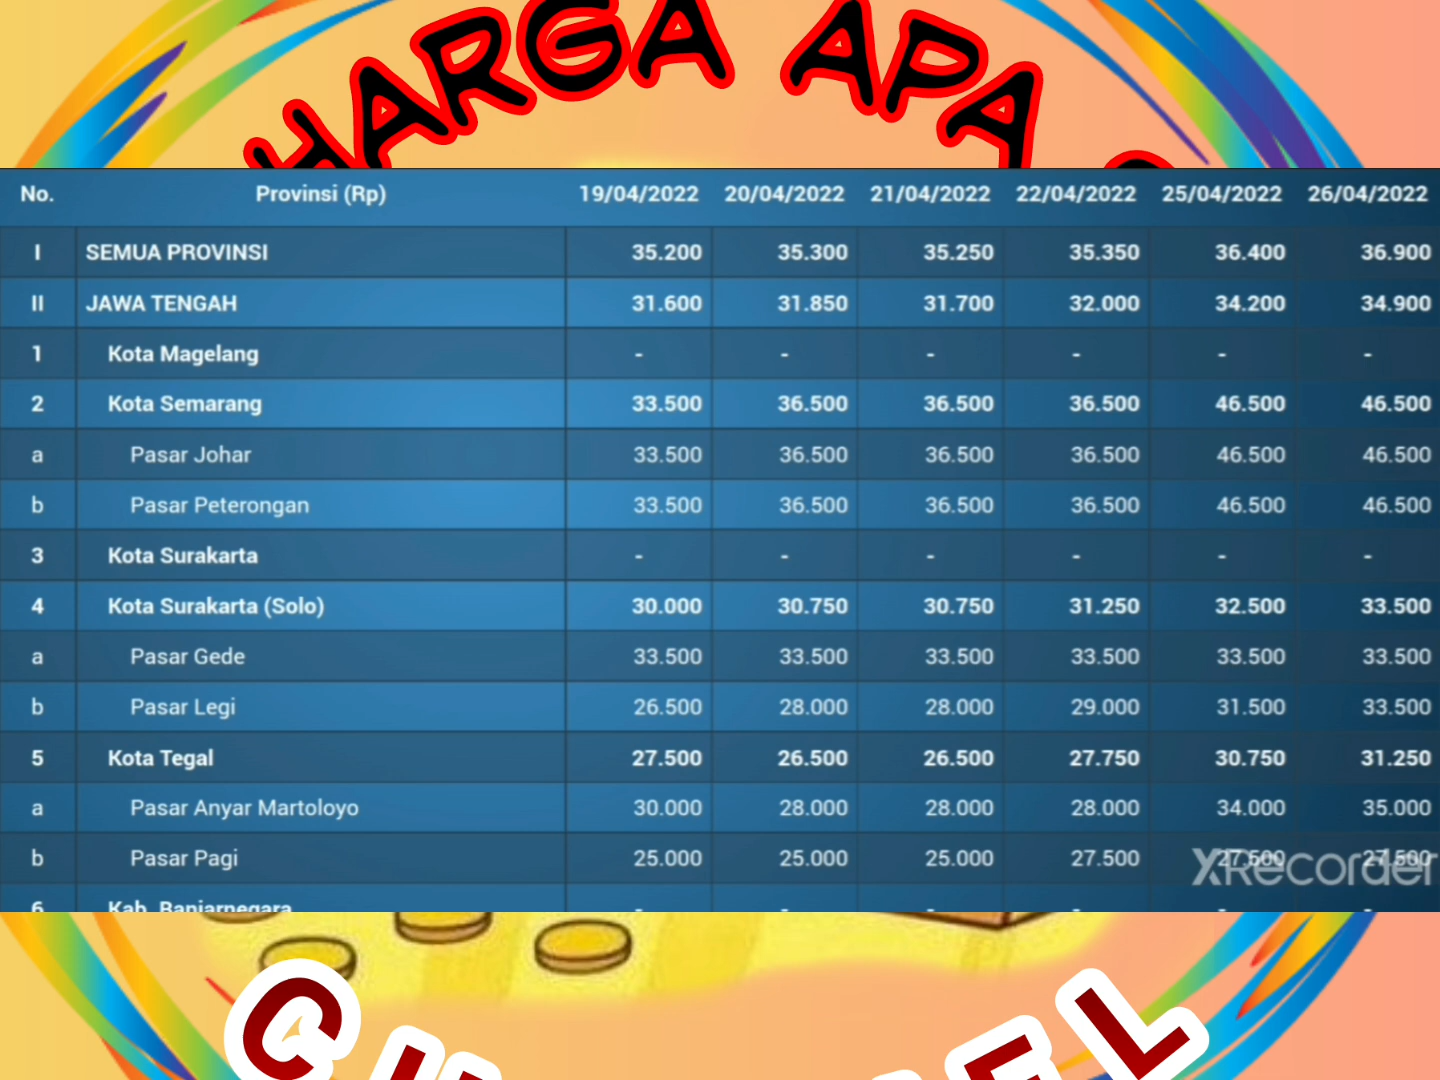 HARGA APA
No. Provinsi (Rp) 19/04/2022 20/04/2022 21/04/2022 22/04/2022 25/04/2022 26/04/2022
I SEMUA PROVINSI 35.200 35.300 35.250 35.350 36.400 36.900
II JAWA TENGAH 31.600 31.850 31.700 32.000 34.200 34.900
1 Kota Magelang - - - - - -
2 Kota Semarang 33.500 36.500 36.500 36.500 46.500 46.500
a Pasar Johar 33.500 36.500 36.500 36.500 46.500 46.500
b Pasar Peterongan 33.500 36.500 36.500 36.500 46.500 46.500
3 Kota Surakarta - - - - - -
4 Kota Surakarta (Solo) 30.000 30.750 30.750 31.250 32.500 33.500
a Pasar Gede 33.500 33.500 33.500 33.500 33.500 33.500
b Pasar Legi 26.500 28.000 28.000 29.000 31.500 33.500
5 Kota Tegal 27.500 26.500 26.500 27.750 30.750 31.250
a Pasar Anyar Martoloyo 30.000 28.000 28.000 28.000 34.000 35.000
b Pasar Pagi 25.000 25.000 25.000 27.500 27.500 27.500
XRecorder
6 Kab. Banjarnegara - - - - - -